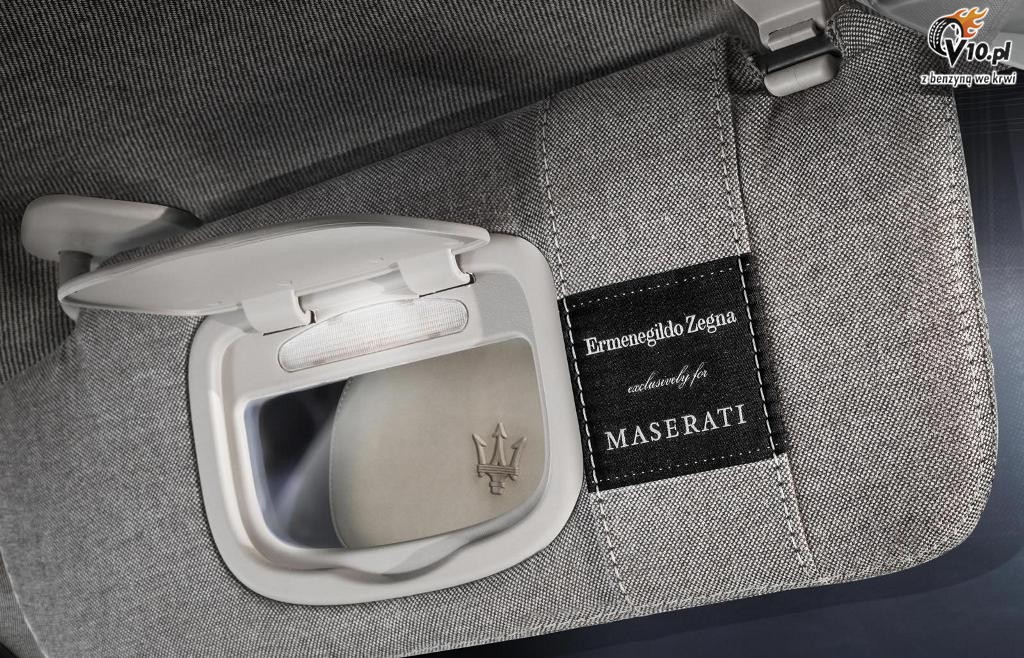 V10.pl
z benzyną we krwi
Ermenegildo Zegna
exclusively for
MASERATI